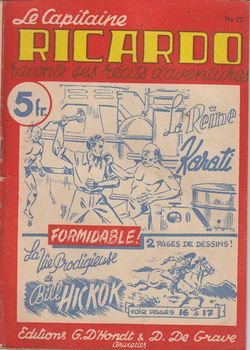 Le Capitaine
No 27
RICARDO
raconte ses récits d'aventures
5 fr.
La Reine
Karati
FORMIDABLE!
2 PAGES DE DESSINS!
La Vie Prodigieuse
de Bill HICKOK
VOIR PAGES 16 & 17
Editions G. D'Hondt & D. De Grave
Bruxelles